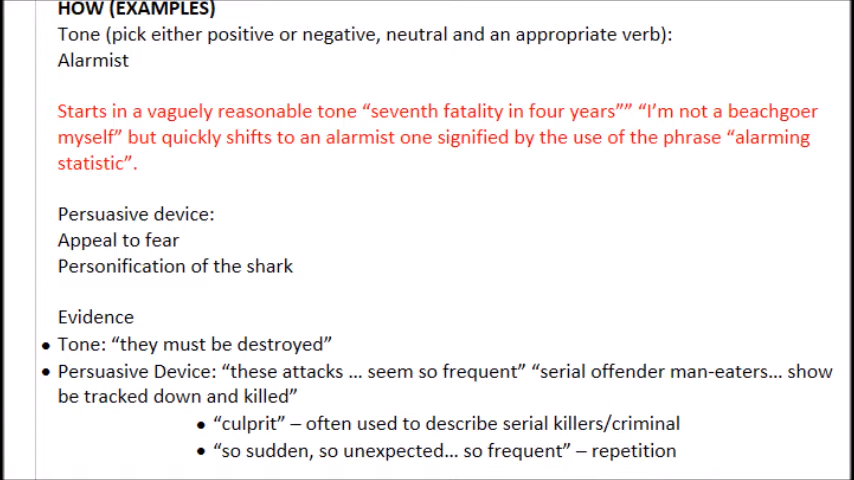 HOW (EXAMPLES)
Tone (pick either positive or negative, neutral and an appropriate verb):
Alarmist
Starts in a vaguely reasonable tone “seventh fatality in four years”” “I’m not a beachgoer
myself” but quickly shifts to an alarmist one signified by the use of the phrase “alarming
statistic”.
Persuasive device:
Appeal to fear
Personification of the shark
Evidence
• Tone: “they must be destroyed”
• Persuasive Device: “these attacks … seem so frequent” “serial offender man-eaters… show
be tracked down and killed”
• “culprit” – often used to describe serial killers/criminal
• “so sudden, so unexpected… so frequent” – repetition